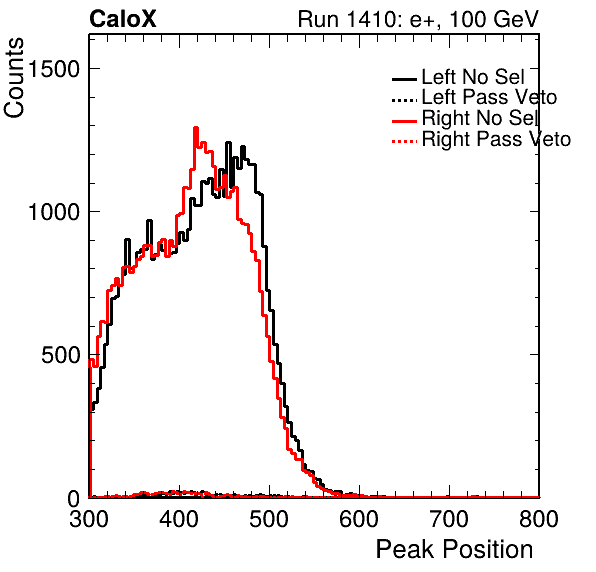 CaloX Run 1410: e+, 100 GeV
Counts
1500
1000
500
0
Left No Sel
Left Pass Veto
Right No Sel
Right Pass Veto
300 400 500 600 700 800
Peak Position